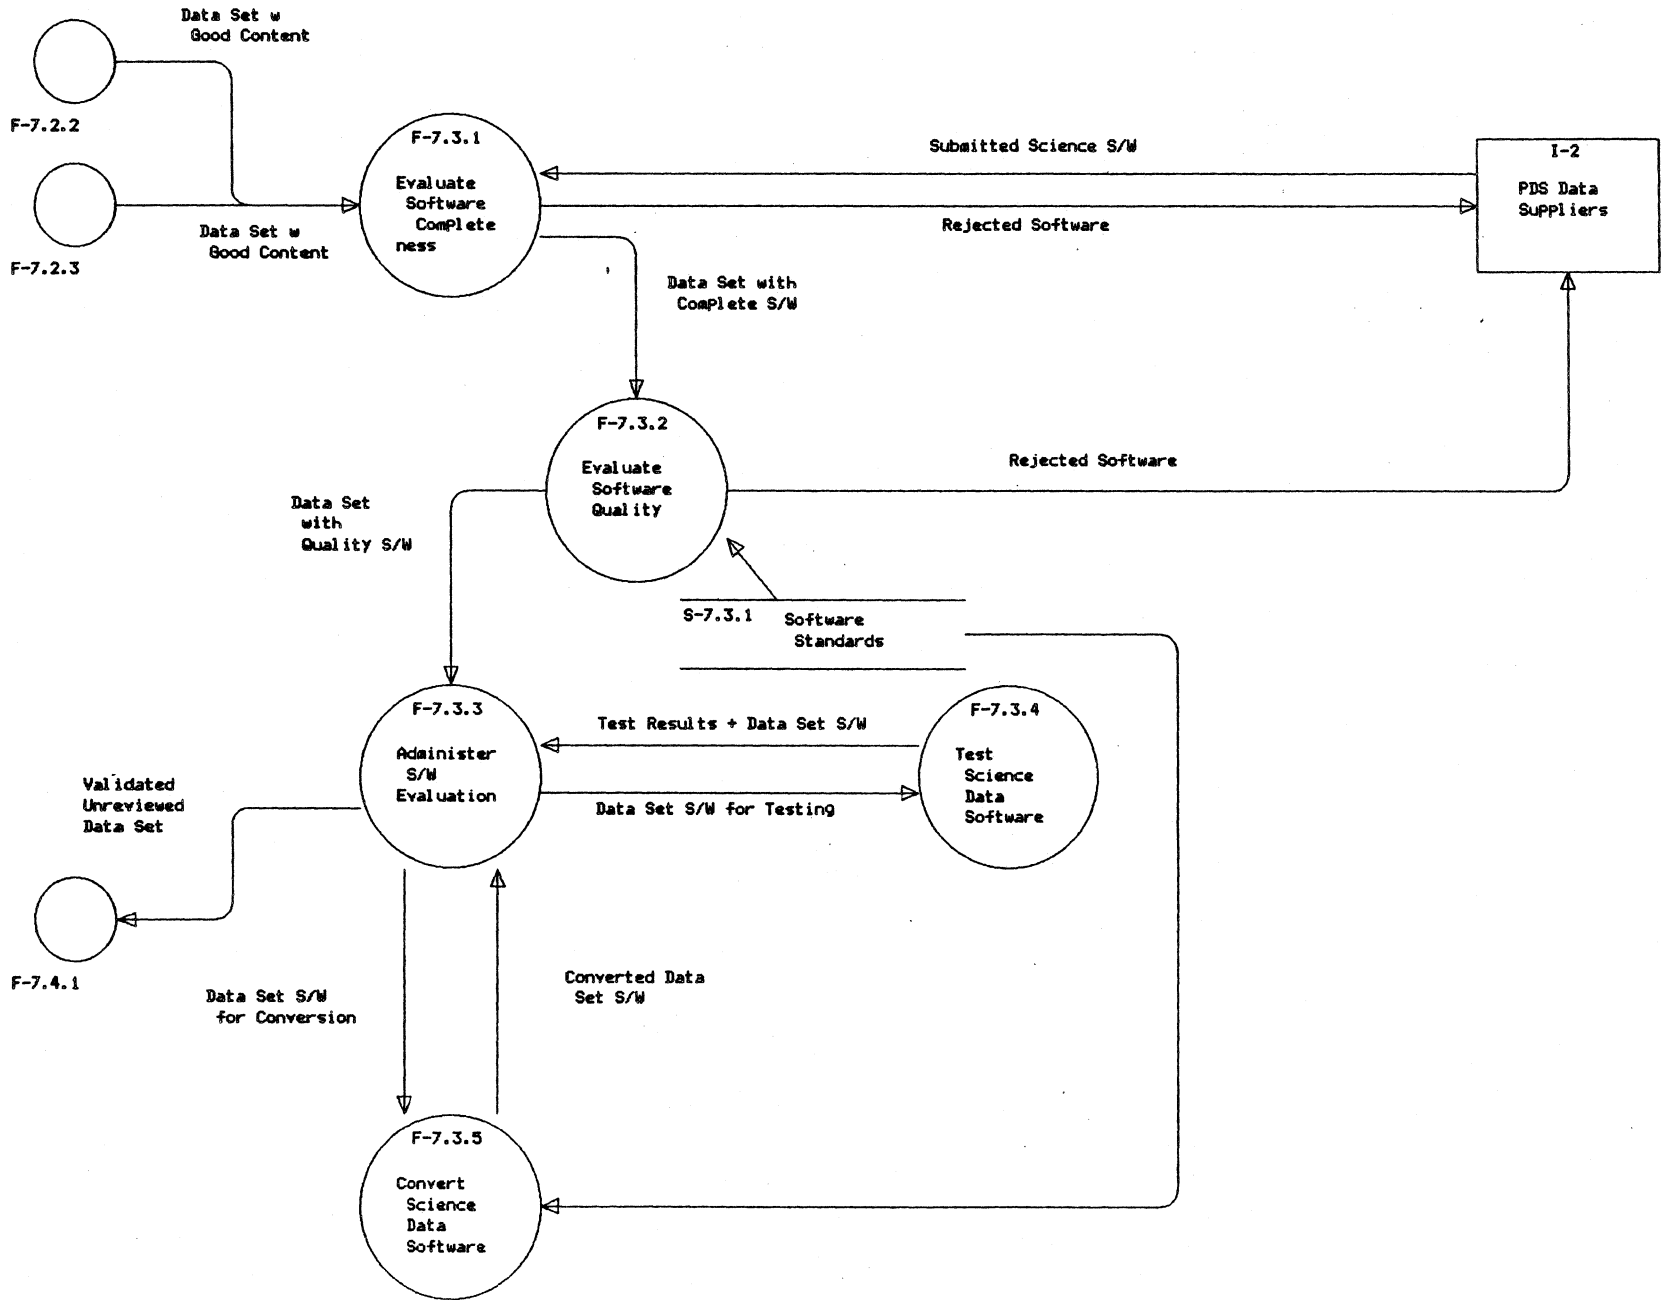 Data Set w
Good Content
F-7.2.2
F-7.3.1
Evaluate
Software
Complete
ness
Submitted Science S/W
I-2
PDS Data
Suppliers
Rejected Software
Data Set w
Good Content
F-7.2.3
Data Set with
Complete S/W
F-7.3.2
Evaluate
Software
Quality
Rejected Software
Data Set
with
Quality S/W
S-7.3.1
Software
Standards
F-7.3.3
Administer
S/W
Evaluation
Test Results + Data Set S/W
Data Set S/W for Testing
F-7.3.4
Test
Science
Data
Software
Validated
Unreviewed
Data Set
F-7.4.1
Data Set S/W
for Conversion
Converted Data
Set S/W
F-7.3.5
Convert
Science
Data
Software